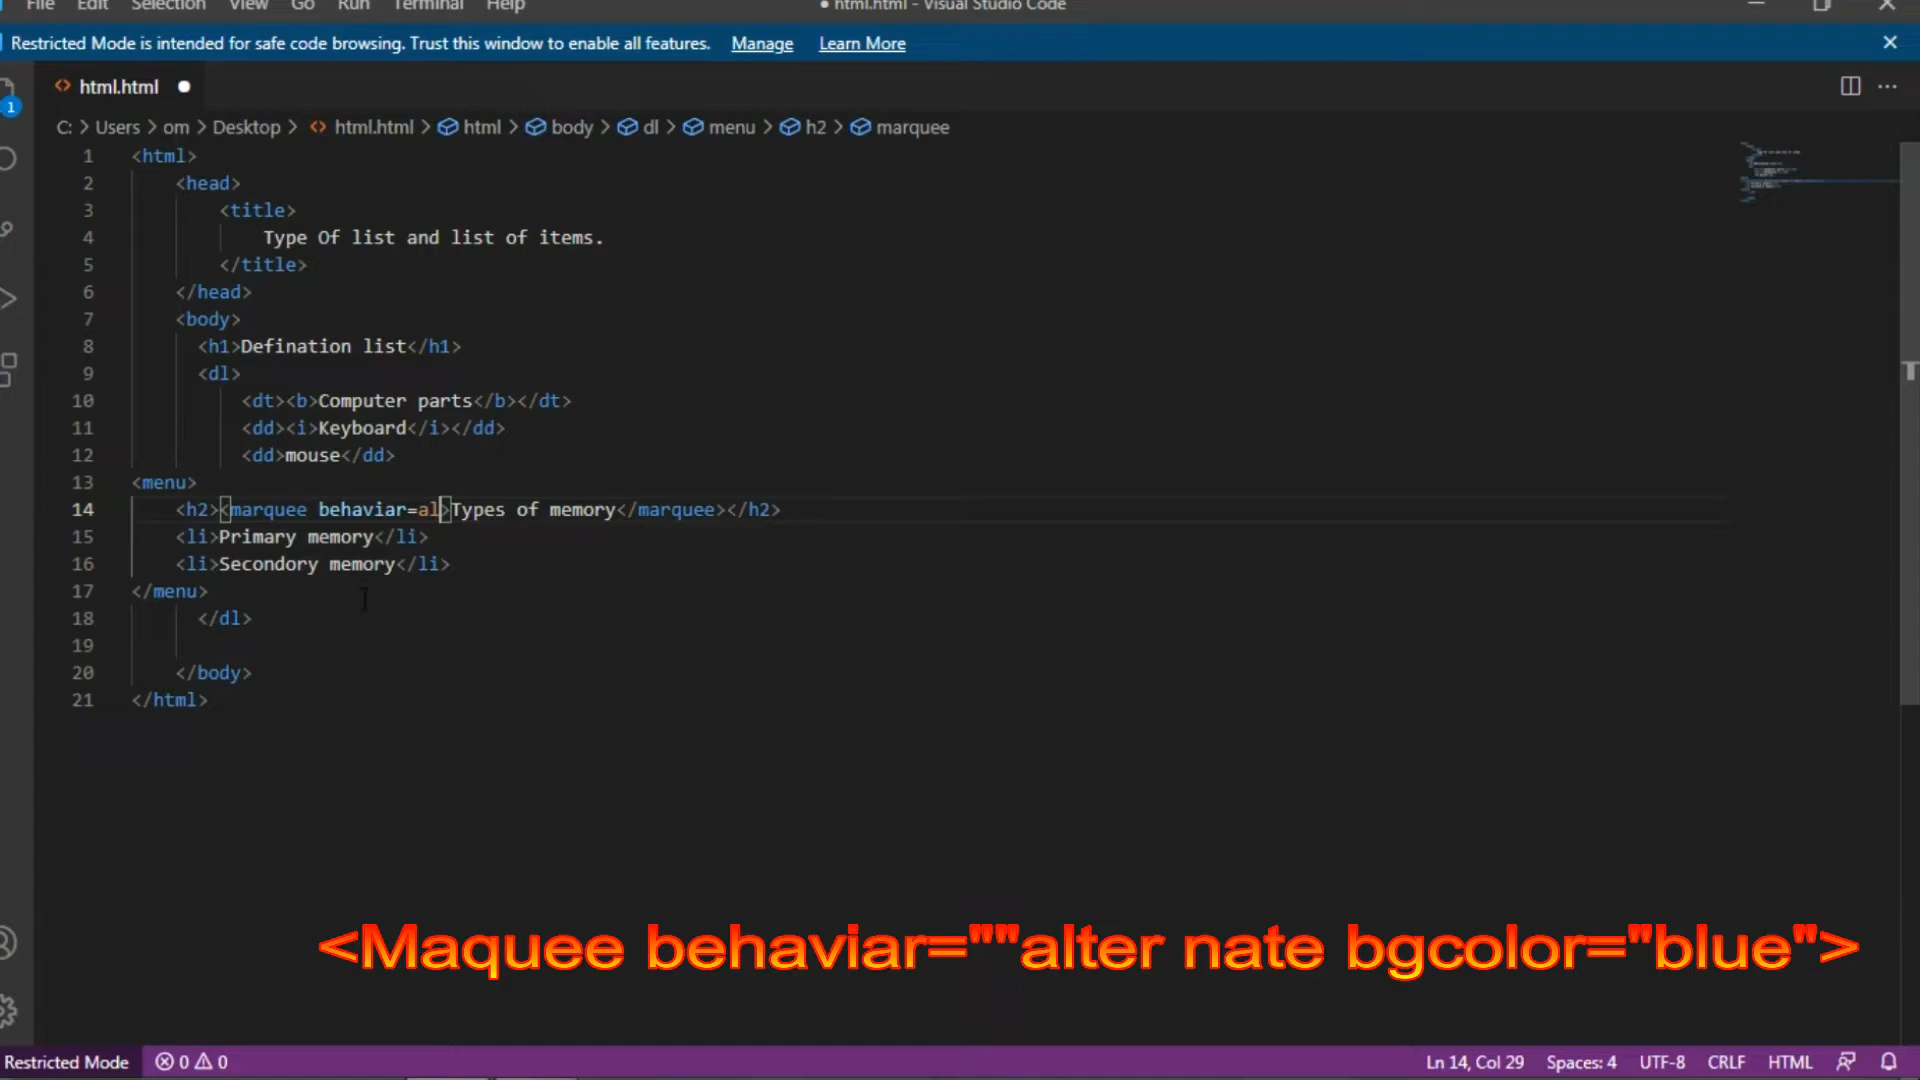 File Edit Selection View Go Run Terminal Help ● html.html - Visual Studio Code
Restricted Mode is intended for safe code browsing. Trust this window to enable all features. Manage Learn More
html.html
1
C: > Users > om > Desktop > html.html > html > body > dl > menu > h2 > marquee
1 <html>
2 <head>
3 <title>
4 Type Of list and list of items.
5 </title>
6 </head>
7 <body>
8 <h1>Defination list</h1>
9 <dl>
10 <dt><b>Computer parts</b></dt>
11 <dd><i>Keyboard</i></dd>
12 <dd>mouse</dd>
13 <menu>
14 <h2><marquee behaviar=al>Types of memory</marquee></h2>
15 <li>Primary memory</li>
16 <li>Secondory memory</li>
17 </menu>
18 </dl>
19
20 </body>
21 </html>
<Maquee behaviar=""alter nate bgcolor="blue">
Restricted Mode 0 0 Ln 14, Col 29 Spaces: 4 UTF-8 CRLF HTML